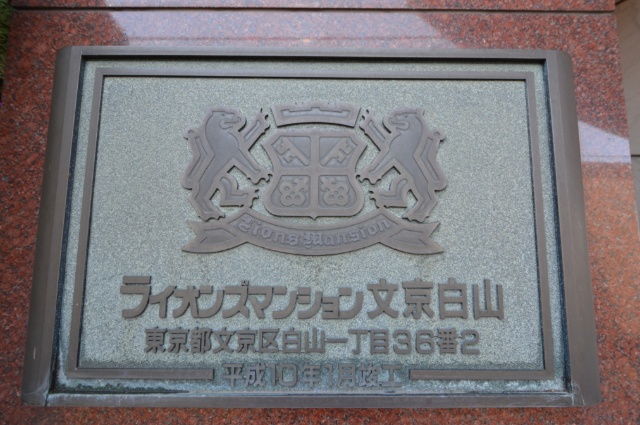 Lions Mansion
ライオンズマンション文京白山
東京都文京区白山一丁目36番2
平成10年1月竣工